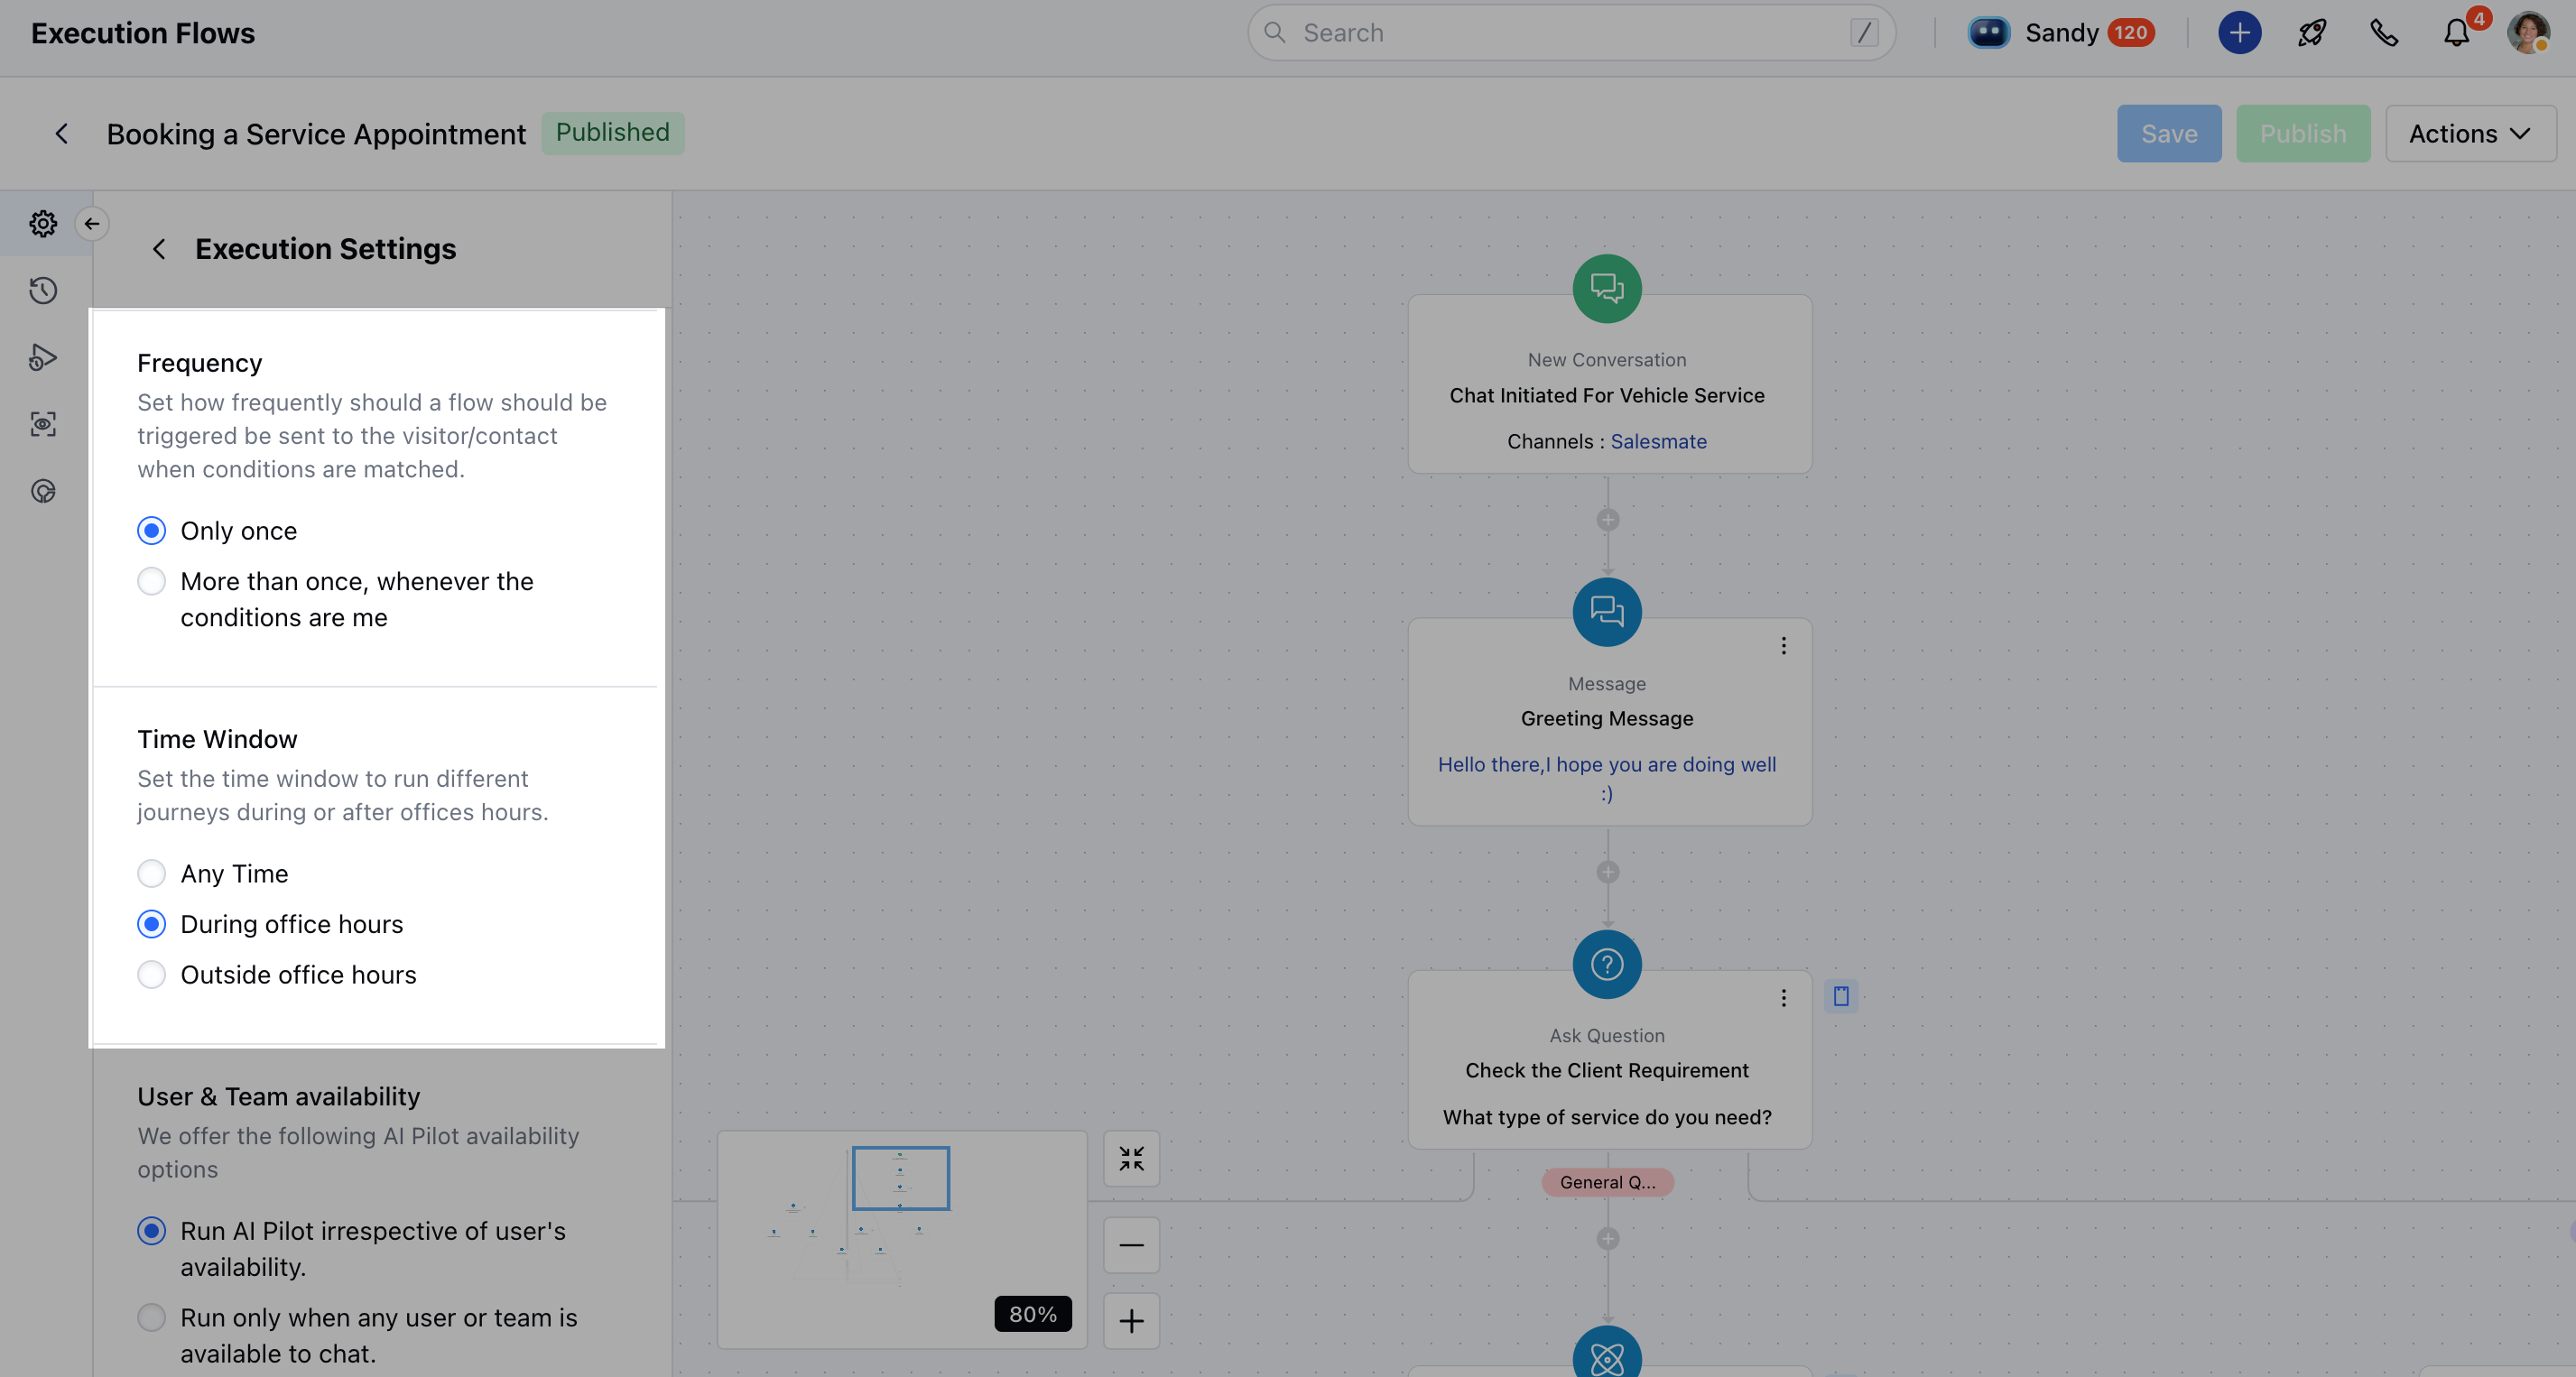 Execution Flows
Search
/
Sandy 120
4
Booking a Service Appointment
Published
Save
Publish
Actions
Execution Settings
Frequency
Set how frequently should a flow should be
triggered be sent to the visitor/contact
when conditions are matched.
Only once
More than once, whenever the
conditions are me
Time Window
Set the time window to run different
journeys during or after offices hours.
Any Time
During office hours
Outside office hours
User & Team availability
We offer the following AI Pilot availability
options
Run AI Pilot irrespective of user's
availability.
Run only when any user or team is
available to chat.
New Conversation
Chat Initiated For Vehicle Service
Channels : Salesmate
Message
Greeting Message
Hello there,I hope you are doing well
:)
Ask Question
Check the Client Requirement
What type of service do you need?
General Q...
80%